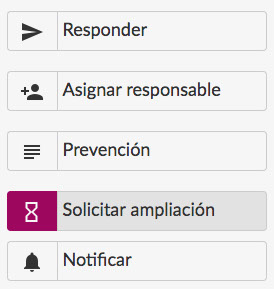 Responder
Asignar responsable
Prevención
Solicitar ampliación
Notificar